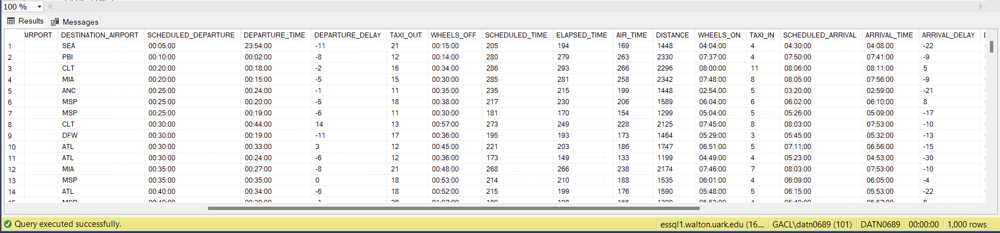 100 %
Results Messages
AIRPORT DESTINATION_AIRPORT SCHEDULED_DEPARTURE DEPARTURE_TIME DEPARTURE_DELAY TAXI_OUT WHEELS_OFF SCHEDULED_TIME ELAPSED_TIME AIR_TIME DISTANCE WHEELS_ON TAXI_IN SCHEDULED_ARRIVAL ARRIVAL_TIME ARRIVAL_DELAY
1 SEA 00:05:00 23:54:00 -11 21 00:15:00 205 194 169 1448 04:04:00 4 04:30:00 04:08:00 -22
2 PBI 00:10:00 00:02:00 -8 12 00:14:00 280 279 263 2330 07:37:00 4 07:50:00 07:41:00 -9
3 CLT 00:20:00 00:18:00 -2 16 00:34:00 286 293 266 2296 08:00:00 11 08:06:00 08:11:00 5
4 MIA 00:20:00 00:15:00 -5 15 00:30:00 285 281 258 2342 07:48:00 8 08:05:00 07:56:00 -9
5 ANC 00:25:00 00:24:00 -1 11 00:35:00 235 215 199 1448 02:54:00 5 03:20:00 02:59:00 -21
6 MSP 00:25:00 00:20:00 -5 18 00:38:00 217 230 206 1589 06:04:00 6 06:02:00 06:10:00 8
7 MSP 00:25:00 00:19:00 -6 11 00:30:00 181 170 154 1299 05:04:00 5 05:26:00 05:09:00 -17
8 CLT 00:30:00 00:44:00 14 13 00:57:00 273 249 228 2125 07:45:00 8 08:03:00 07:53:00 -10
9 DFW 00:30:00 00:19:00 -11 17 00:36:00 195 193 173 1464 05:29:00 3 05:45:00 05:32:00 -13
10 ATL 00:30:00 00:33:00 3 12 00:45:00 221 203 186 1747 06:51:00 5 07:11:00 06:56:00 -15
11 ATL 00:30:00 00:24:00 -6 12 00:36:00 173 149 133 1199 04:49:00 4 05:23:00 04:53:00 -30
12 MIA 00:35:00 00:27:00 -8 21 00:48:00 268 266 238 2174 07:46:00 7 08:03:00 07:53:00 -10
13 MSP 00:35:00 00:35:00 0 18 00:53:00 214 210 188 1535 06:01:00 4 06:09:00 06:05:00 -4
14 ATL 00:40:00 00:34:00 -6 18 00:52:00 215 199 176 1590 05:48:00 5 06:15:00 05:53:00 -22
Query executed successfully. essql1.walton.uark.edu (16.... GACL\datn0689 (101) DATN0689 00:00:00 1,000 rows